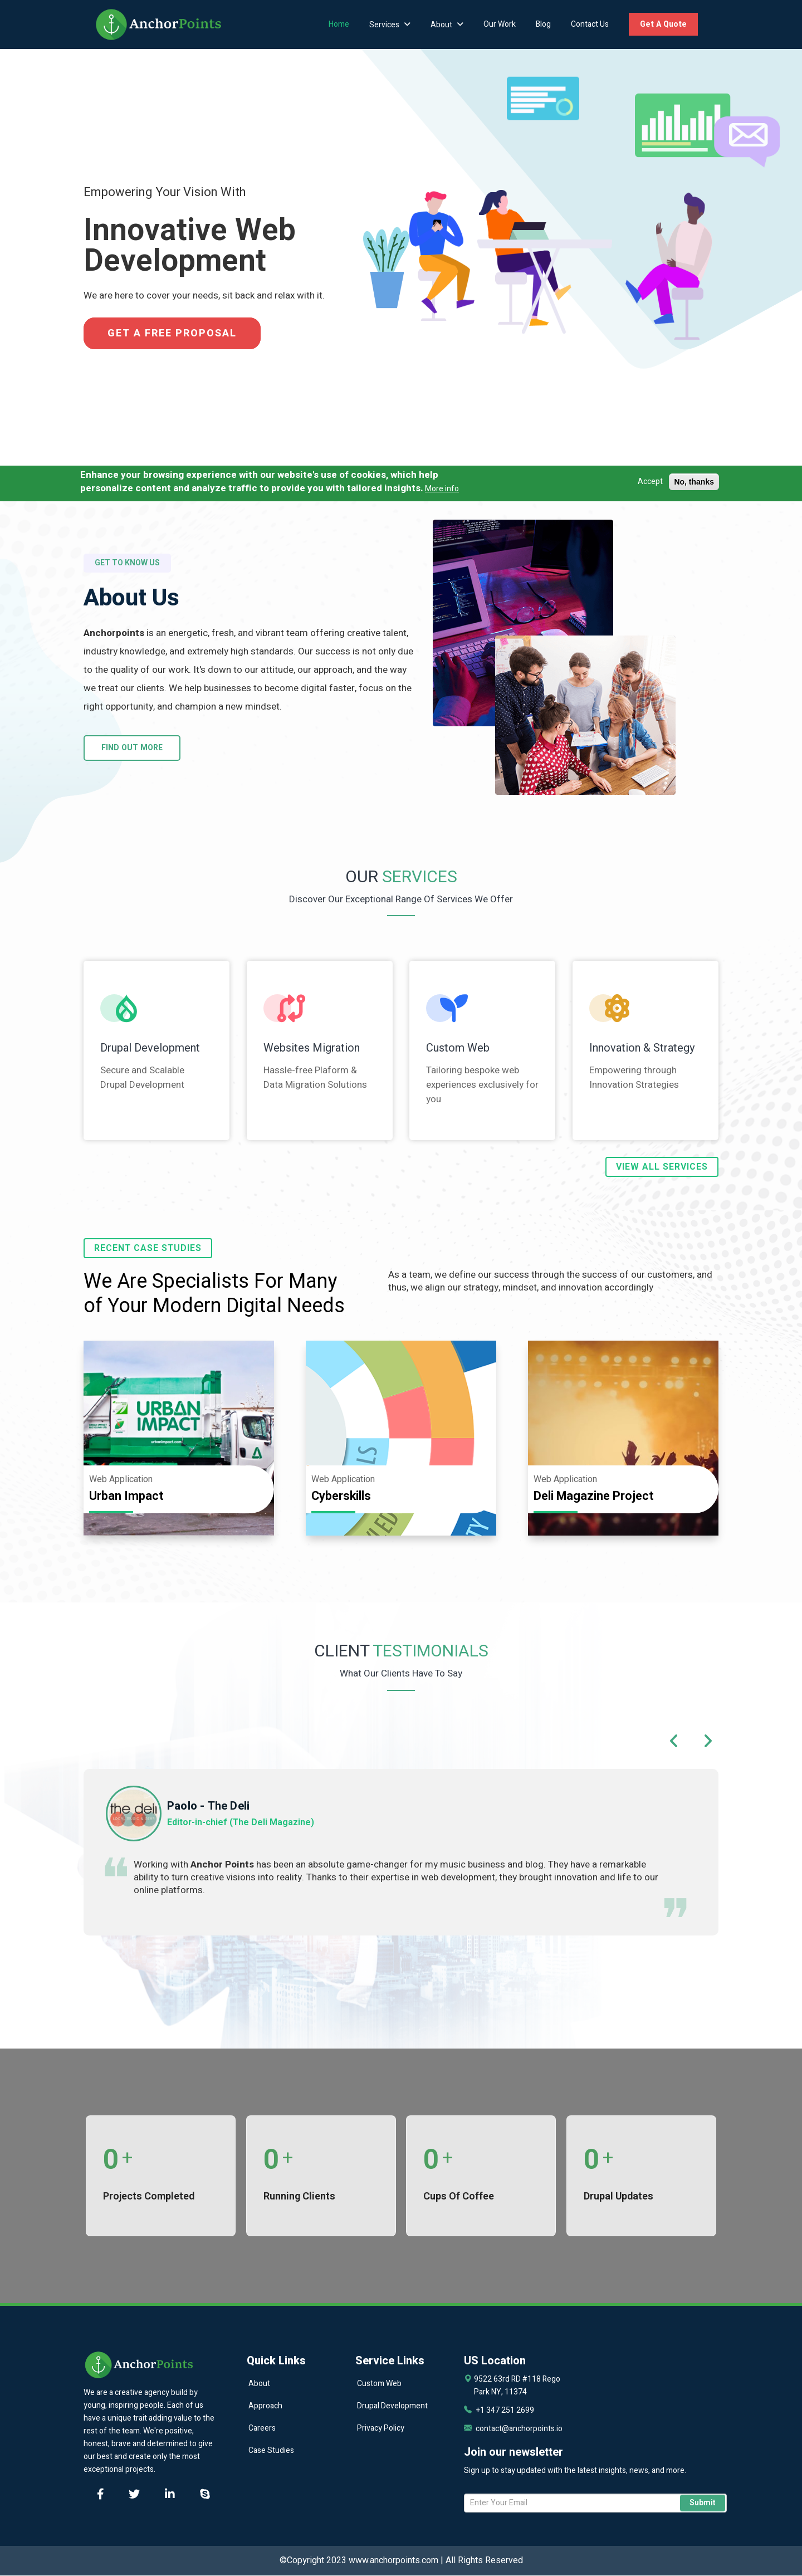 AnchorPoints
Home
Services
About
Our Work
Blog
Contact Us
Get A Quote
Empowering Your Vision With
Innovative Web
Development
We are here to cover your needs, sit back and relax with it.
GET A FREE PROPOSAL
Enhance your browsing experience with our website's use of cookies, which help
personalize content and analyze traffic to provide you with tailored insights. More info
Accept
No, thanks
GET TO KNOW US
About Us
Anchorpoints is an energetic, fresh, and vibrant team offering creative talent,
industry knowledge, and extremely high standards. Our success is not only due
to the quality of our work. It's down to our attitude, our approach, and the way
we treat our clients. We help businesses to become digital faster, focus on the
right opportunity, and champion a new mindset.
FIND OUT MORE
OUR SERVICES
Discover Our Exceptional Range Of Services We Offer
Drupal Development
Secure and Scalable
Drupal Development
Websites Migration
Hassle-free Plaform &
Data Migration Solutions
Custom Web
Tailoring bespoke web
experiences exclusively for
you
Innovation & Strategy
Empowering through
Innovation Strategies
VIEW ALL SERVICES
RECENT CASE STUDIES
We Are Specialists For Many
of Your Modern Digital Needs
As a team, we define our success through the success of our customers, and
thus, we align our strategy, mindset, and innovation accordingly
URBAN
IMPACT
urbanimpact.com
Web Application
Urban Impact
Web Application
Cyberskills
Web Application
Deli Magazine Project
CLIENT TESTIMONIALS
What Our Clients Have To Say
the deli
Paolo - The Deli
Editor-in-chief (The Deli Magazine)
Working with Anchor Points has been an absolute game-changer for my music business and blog. They have a remarkable
ability to turn creative visions into reality. Thanks to their expertise in web development, they brought innovation and life to our
online platforms.
0 +
Projects Completed
0 +
Running Clients
0 +
Cups Of Coffee
0 +
Drupal Updates
AnchorPoints
We are a creative agency build by
young, inspiring people. Each of us
have a unique trait adding value to the
rest of the team. We're positive,
honest, brave and determined to give
our best and create only the most
exceptional projects.
Quick Links
About
Approach
Careers
Case Studies
Service Links
Custom Web
Drupal Development
Privacy Policy
US Location
9522 63rd RD #118 Rego
Park NY, 11374
+1 347 251 2699
contact@anchorpoints.io
Join our newsletter
Sign up to stay updated with the latest insights, news, and more.
Enter Your Email
Submit
©Copyright 2023 www.anchorpoints.com | All Rights Reserved